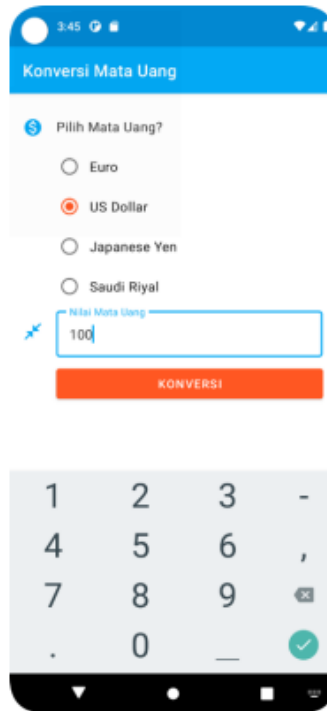 3:45
Konversi Mata Uang
Pilih Mata Uang?
Euro
US Dollar
Japanese Yen
Saudi Riyal
Nilai Mata Uang
100
KONVERSI
1 2 3 -
4 5 6 ,
7 8 9
. 0 _